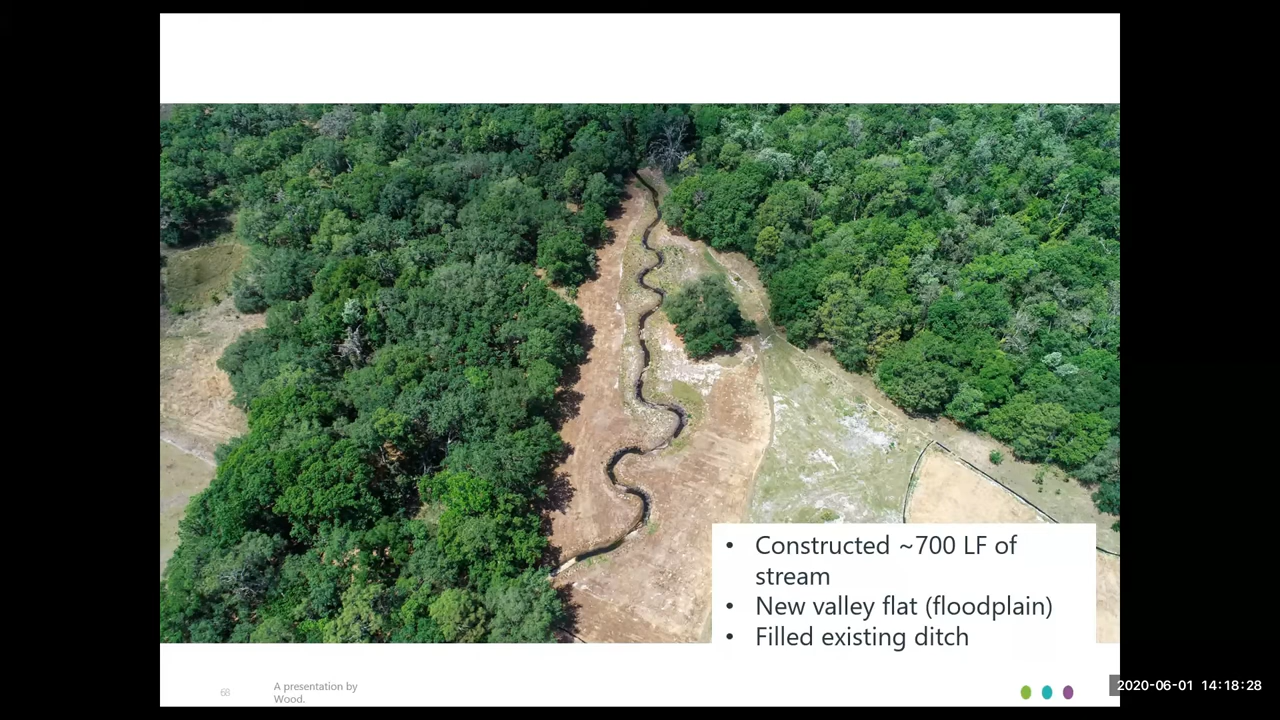 • Constructed ~700 LF of
stream
• New valley flat (floodplain)
• Filled existing ditch
68
A presentation by
Wood.
2020-06-01 14:18:28